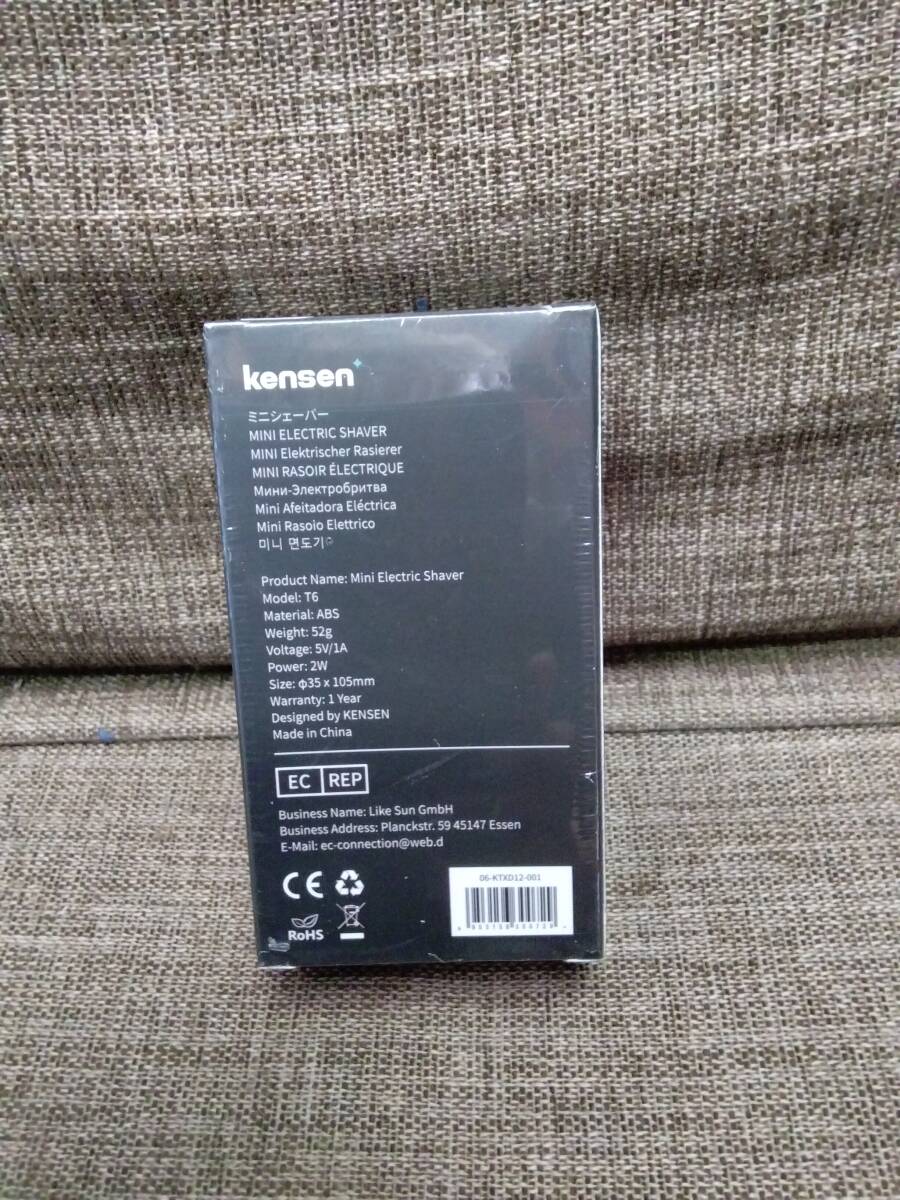 kensen
ミニシェーバー
MINI ELECTRIC SHAVER
MINI Elektrischer Rasierer
MINI RASOIR ÉLECTRIQUE
Мини-Электробритва
Mini Afeitadora Eléctrica
Mini Rasoio Elettrico
미니 면도기
Product Name: Mini Electric Shaver
Model: T6
Material: ABS
Weight: 52g
Voltage: 5V/1A
Power: 2W
Size: φ35 x 105mm
Warranty: 1 Year
Designed by KENSEN
Made in China
EC REP
Business Name: Like Sun GmbH
Business Address: Planckstr. 59 45147 Essen
E-Mail: ec-connection@web.d
CE
RoHS
06-KTXD12-001